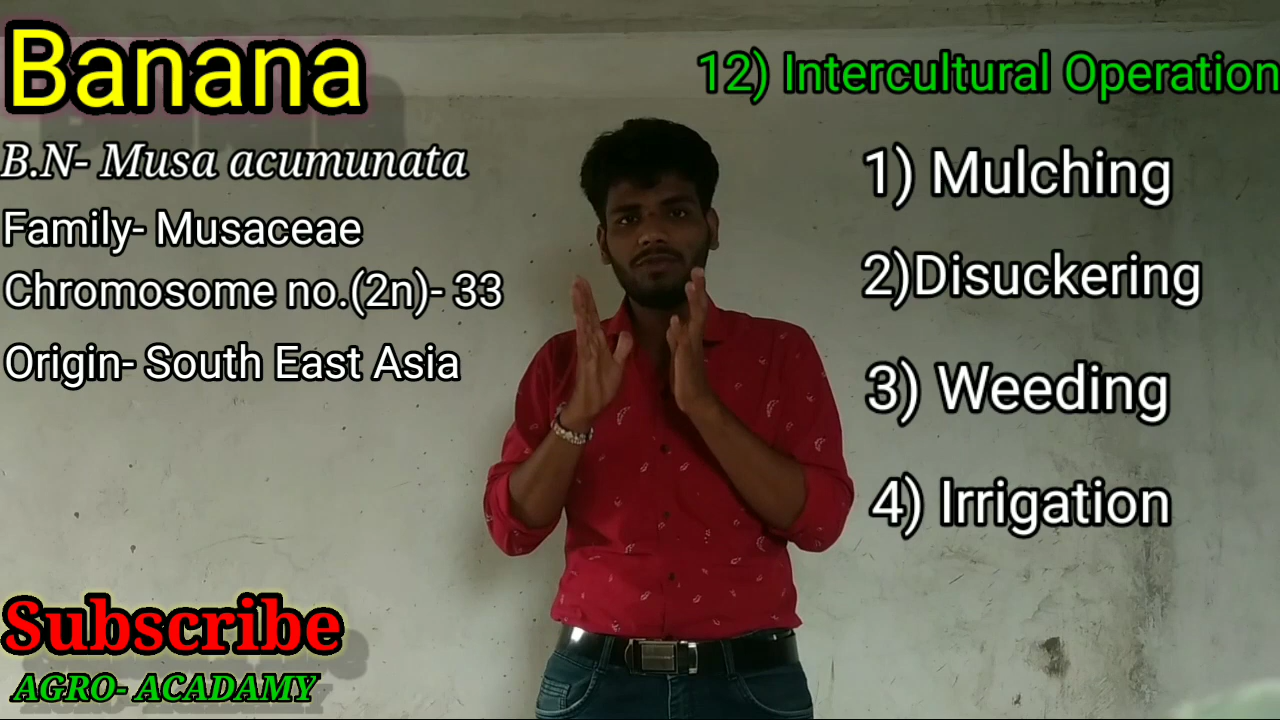 Banana
B.N- Musa acumunata
Family- Musaceae
Chromosome no.(2n)- 33
Origin- South East Asia
12) Intercultural Operation
1) Mulching
2)Disuckering
3) Weeding
4) Irrigation
Subscribe
AGRO- ACADAMY